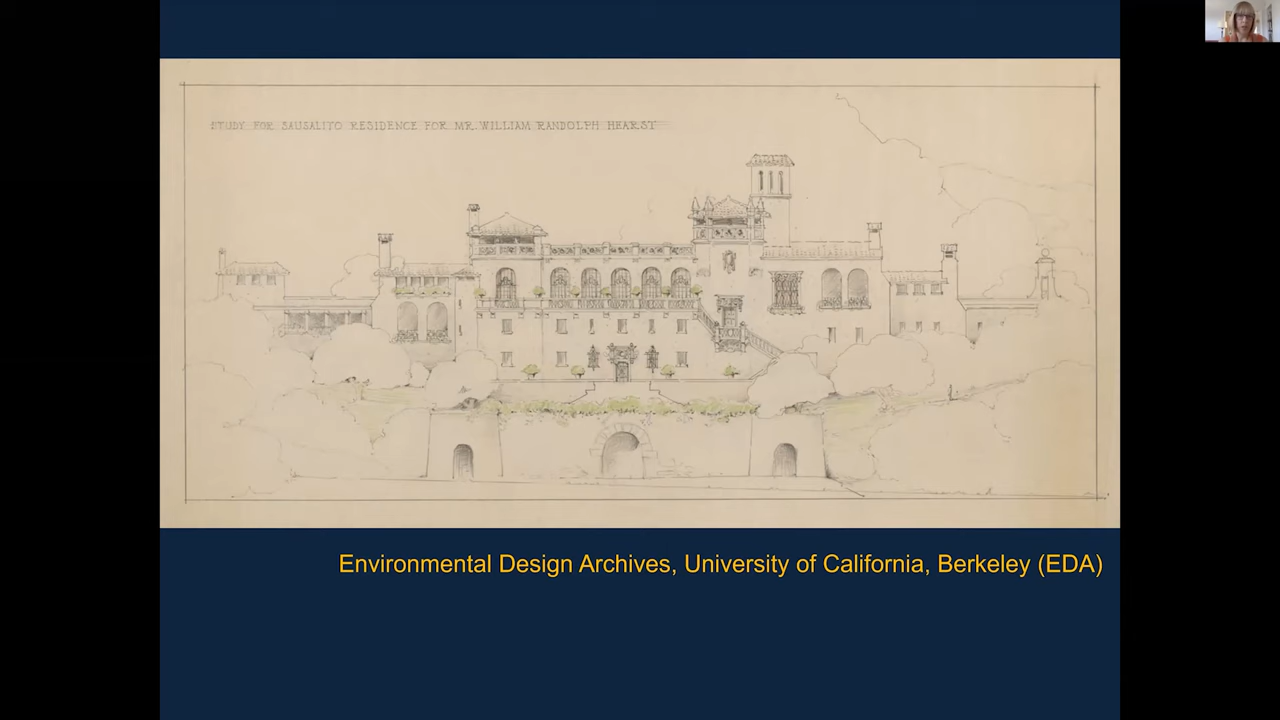 STUDY FOR SAUSALITO RESIDENCE FOR MR. WILLIAM RANDOLPH HEARST
Environmental Design Archives, University of California, Berkeley (EDA)